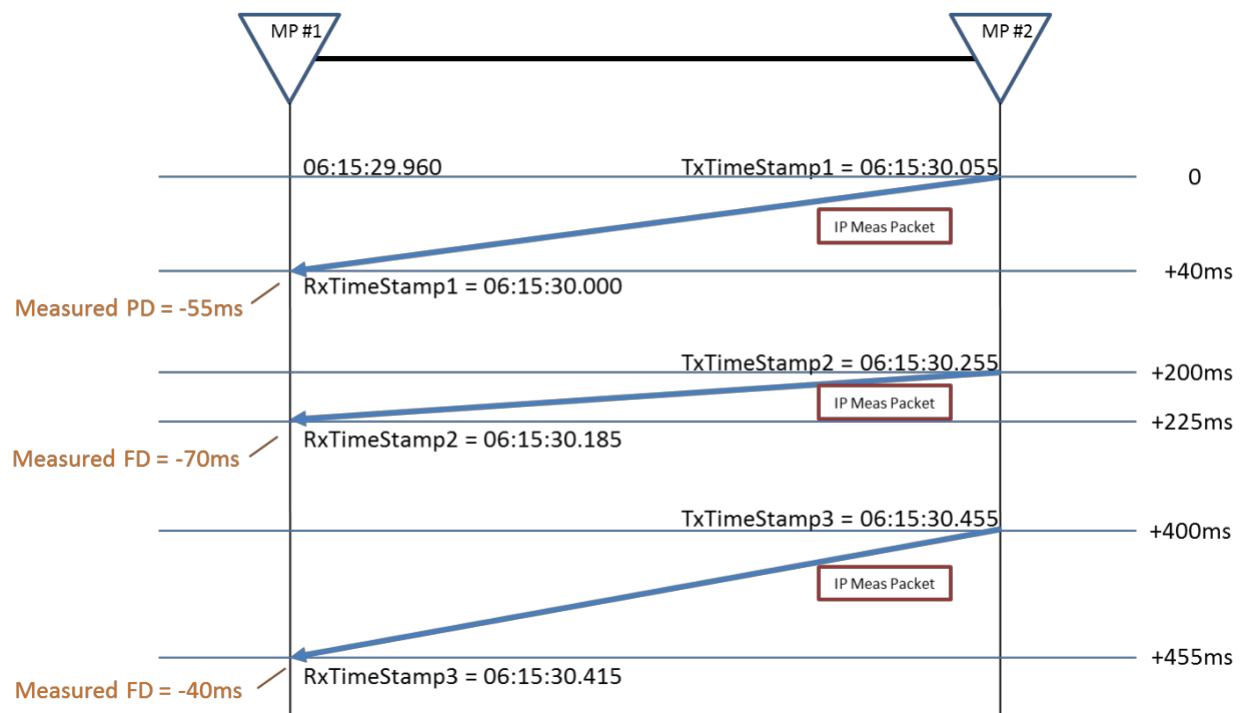 MP #1
MP #2
06:15:29.960
TxTimeStamp1 = 06:15:30.055
0
IP Meas Packet
+40ms
RxTimeStamp1 = 06:15:30.000
Measured PD = -55ms
TxTimeStamp2 = 06:15:30.255
+200ms
IP Meas Packet
+225ms
RxTimeStamp2 = 06:15:30.185
Measured FD = -70ms
TxTimeStamp3 = 06:15:30.455
+400ms
IP Meas Packet
+455ms
RxTimeStamp3 = 06:15:30.415
Measured FD = -40ms